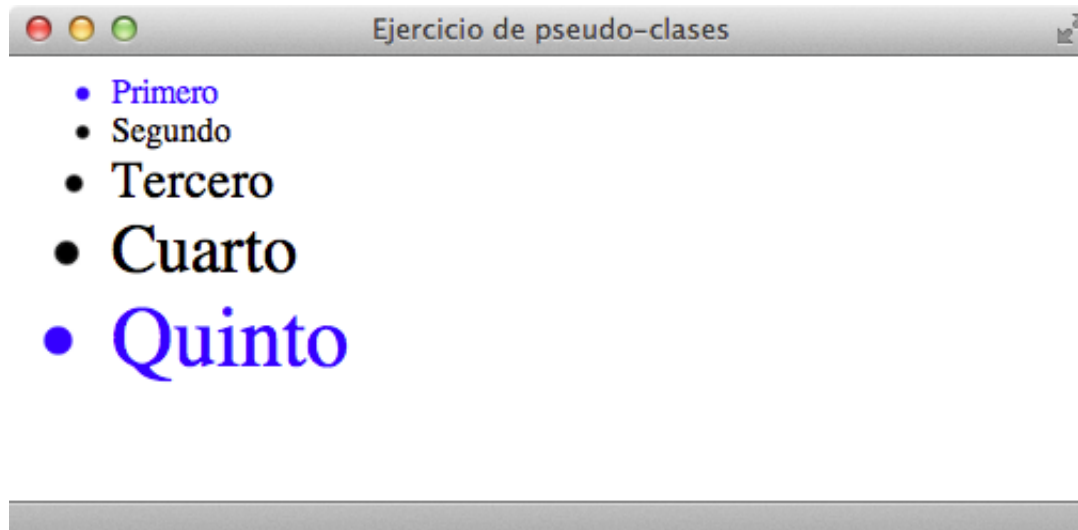 Ejercicio de pseudo-clases
Primero
Segundo
Tercero
Cuarto
Quinto